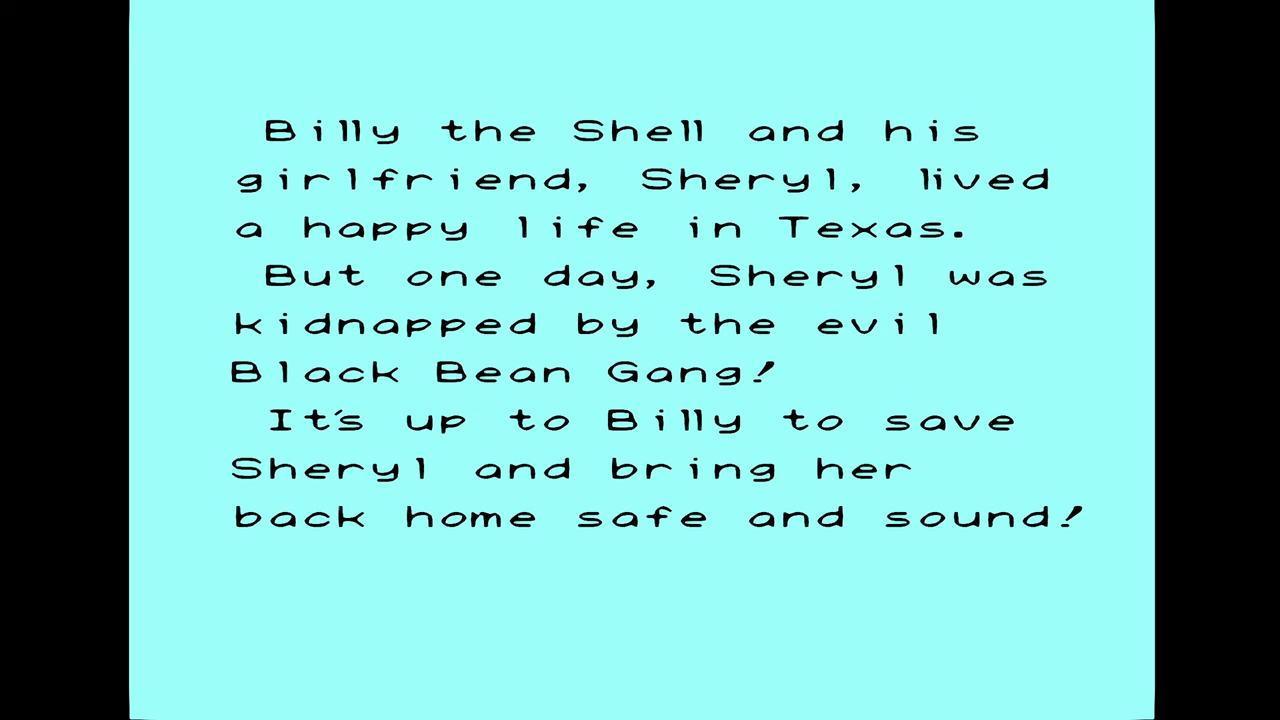 Billy the Shell and his
girlfriend, Sheryl, lived
a happy life in Texas.
But one day, Sheryl was
kidnapped by the evil
Black Bean Gang!
It's up to Billy to save
Sheryl and bring her
back home safe and sound!